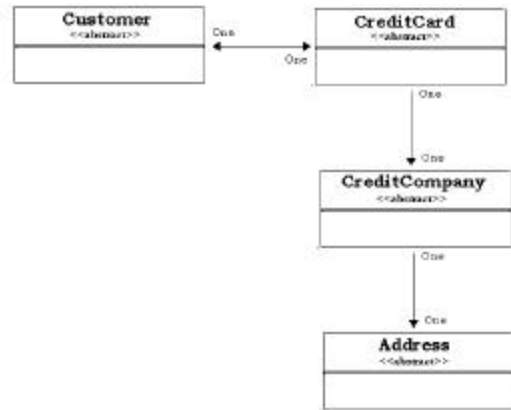 Customer
<<abstract>>
One
One
CreditCard
<<abstract>>
One
One
CreditCompany
<<abstract>>
One
One
Address
<<abstract>>